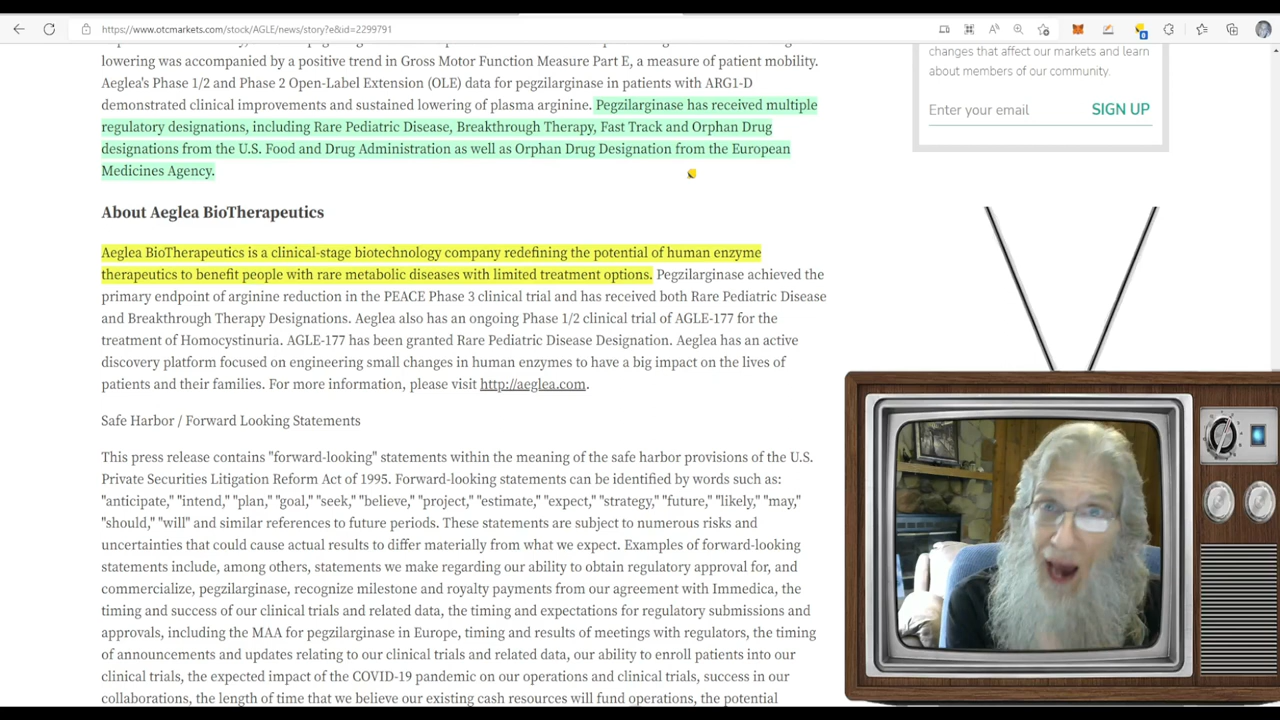 https://www.otcmarkets.com/stock/AGLE/news/story?e&id=2299791
lowering was accompanied by a positive trend in Gross Motor Function Measure Part E, a measure of patient mobility.
Aeglea's Phase 1/2 and Phase 2 Open-Label Extension (OLE) data for pegzilarginase in patients with ARG1-D
demonstrated clinical improvements and sustained lowering of plasma arginine. Pegzilarginase has received multiple
regulatory designations, including Rare Pediatric Disease, Breakthrough Therapy, Fast Track and Orphan Drug
designations from the U.S. Food and Drug Administration as well as Orphan Drug Designation from the European
Medicines Agency.
About Aeglea BioTherapeutics
Aeglea BioTherapeutics is a clinical-stage biotechnology company redefining the potential of human enzyme
therapeutics to benefit people with rare metabolic diseases with limited treatment options. Pegzilarginase achieved the
primary endpoint of arginine reduction in the PEACE Phase 3 clinical trial and has received both Rare Pediatric Disease
and Breakthrough Therapy Designations. Aeglea also has an ongoing Phase 1/2 clinical trial of AGLE-177 for the
treatment of Homocystinuria. AGLE-177 has been granted Rare Pediatric Disease Designation. Aeglea has an active
discovery platform focused on engineering small changes in human enzymes to have a big impact on the lives of
patients and their families. For more information, please visit http://aeglea.com.
Safe Harbor / Forward Looking Statements
This press release contains "forward-looking" statements within the meaning of the safe harbor provisions of the U.S.
Private Securities Litigation Reform Act of 1995. Forward-looking statements can be identified by words such as:
"anticipate," "intend," "plan," "goal," "seek," "believe," "project," "estimate," "expect," "strategy," "future," "likely," "may,"
"should," "will" and similar references to future periods. These statements are subject to numerous risks and
uncertainties that could cause actual results to differ materially from what we expect. Examples of forward-looking
statements include, among others, statements we make regarding our ability to obtain regulatory approval for, and
commercialize, pegzilarginase, recognize milestone and royalty payments from our agreement with Immedica, the
timing and success of our clinical trials and related data, the timing and expectations for regulatory submissions and
approvals, including the MAA for pegzilarginase in Europe, timing and results of meetings with regulators, the timing
of announcements and updates relating to our clinical trials and related data, our ability to enroll patients into our
clinical trials, the expected impact of the COVID-19 pandemic on our operations and clinical trials, success in our
collaborations, the length of time that we believe our existing cash resources will fund operations, the potential
changes that affect our markets and learn
about members of our community.
Enter your email SIGN UP